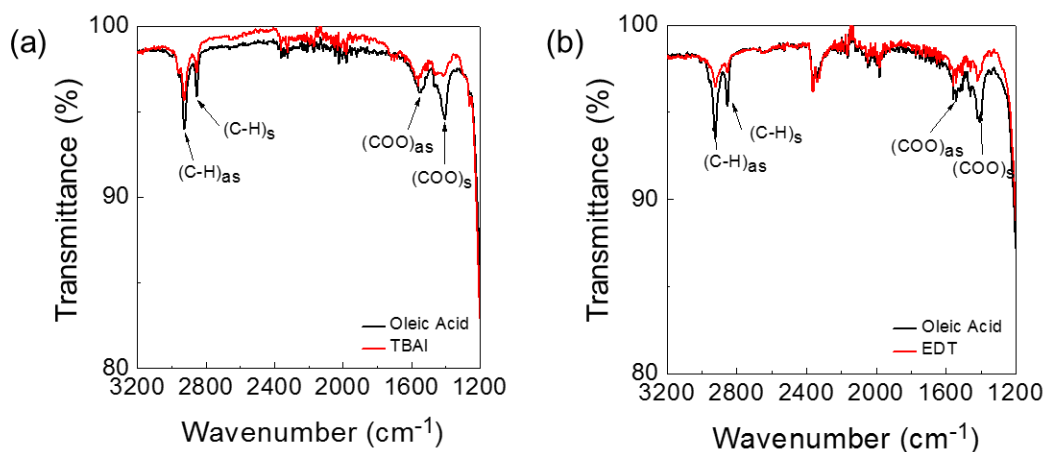 (a)
100
90
80
Transmittance (%)
(C-H)as
(C-H)s
(COO)as
(COO)s
Oleic Acid
TBAI
3200 2800 2400 2000 1600 1200
Wavenumber (cm-1)
(b)
100
90
80
Transmittance (%)
(C-H)as
(C-H)s
(COO)as
(COO)s
Oleic Acid
EDT
3200 2800 2400 2000 1600 1200
Wavenumber (cm-1)